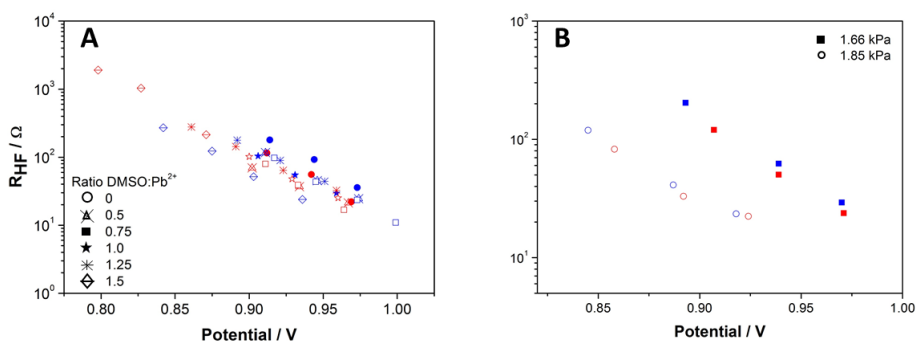 A
10⁴
10³
10²
10¹
10⁰
R_HF / Ω
Ratio DMSO:Pb²⁺
0
0.5
0.75
1.0
1.25
1.5
0.80 0.85 0.90 0.95 1.00
Potential / V
B
1.66 kPa
1.85 kPa
10³
10²
10¹
0.85 0.90 0.95 1.00
Potential / V